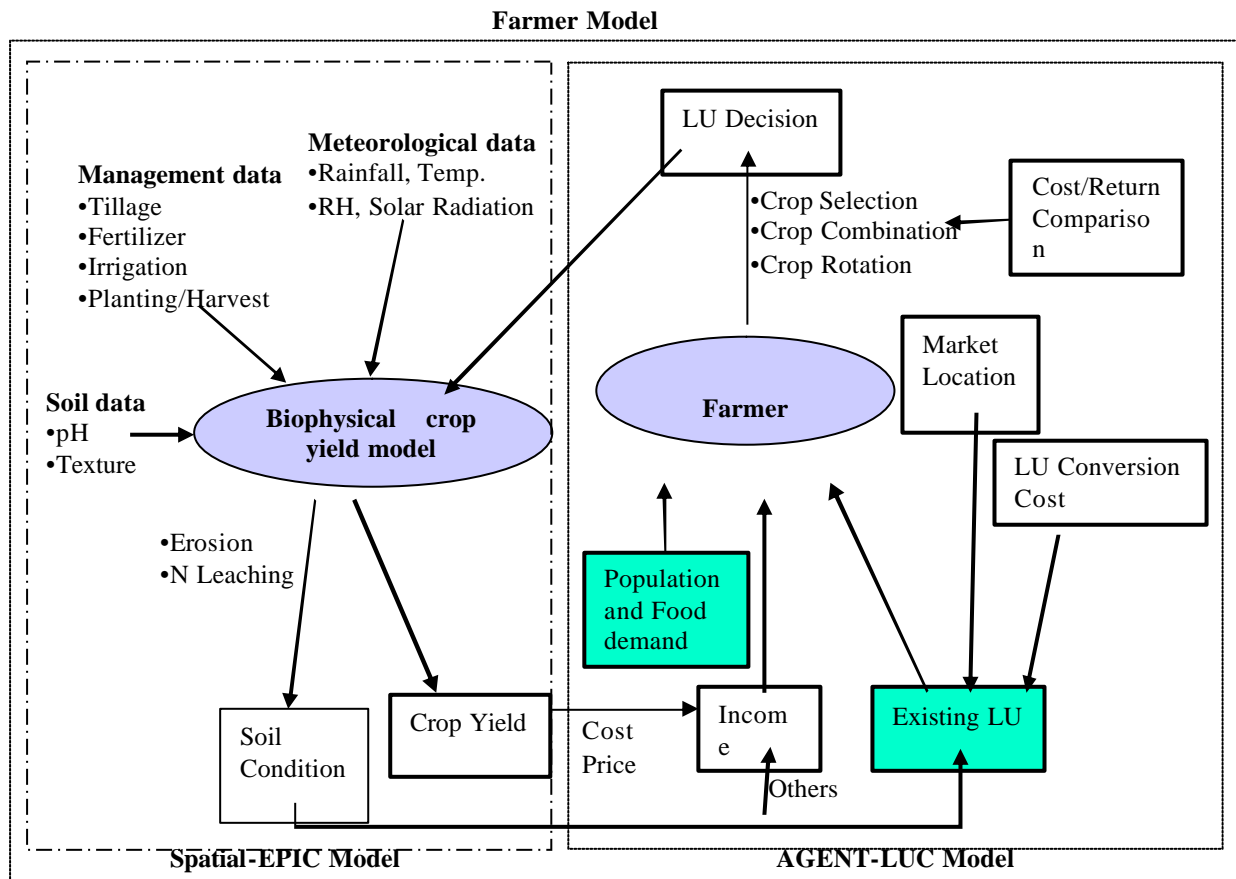 Farmer Model
Meteorological data
•Rainfall, Temp.
•RH, Solar Radiation
Management data
•Tillage
•Fertilizer
•Irrigation
•Planting/Harvest
Soil data
•pH
•Texture
Biophysical crop
yield model
•Erosion
•N Leaching
Soil
Condition
Crop Yield
Spatial-EPIC Model
LU Decision
•Crop Selection
•Crop Combination
•Crop Rotation
Cost/Return
Compariso
n
Farmer
Market
Location
LU Conversion
Cost
Population
and Food
demand
Cost
Price
Incom
e
Others
Existing LU
AGENT-LUC Model